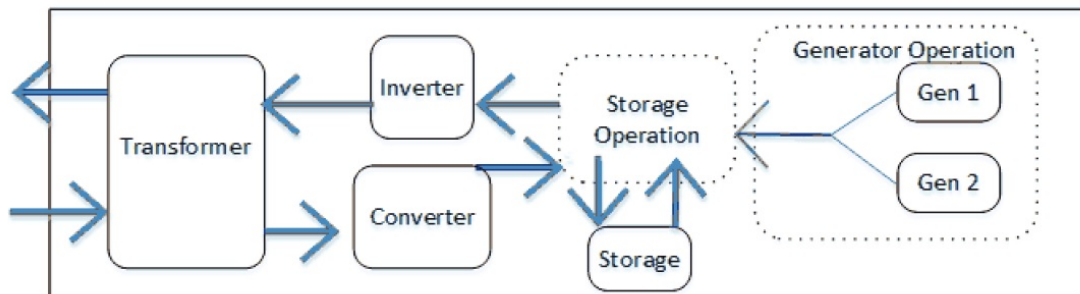 Transformer
Inverter
Converter
Storage
Operation
Storage
Generator Operation
Gen 1
Gen 2